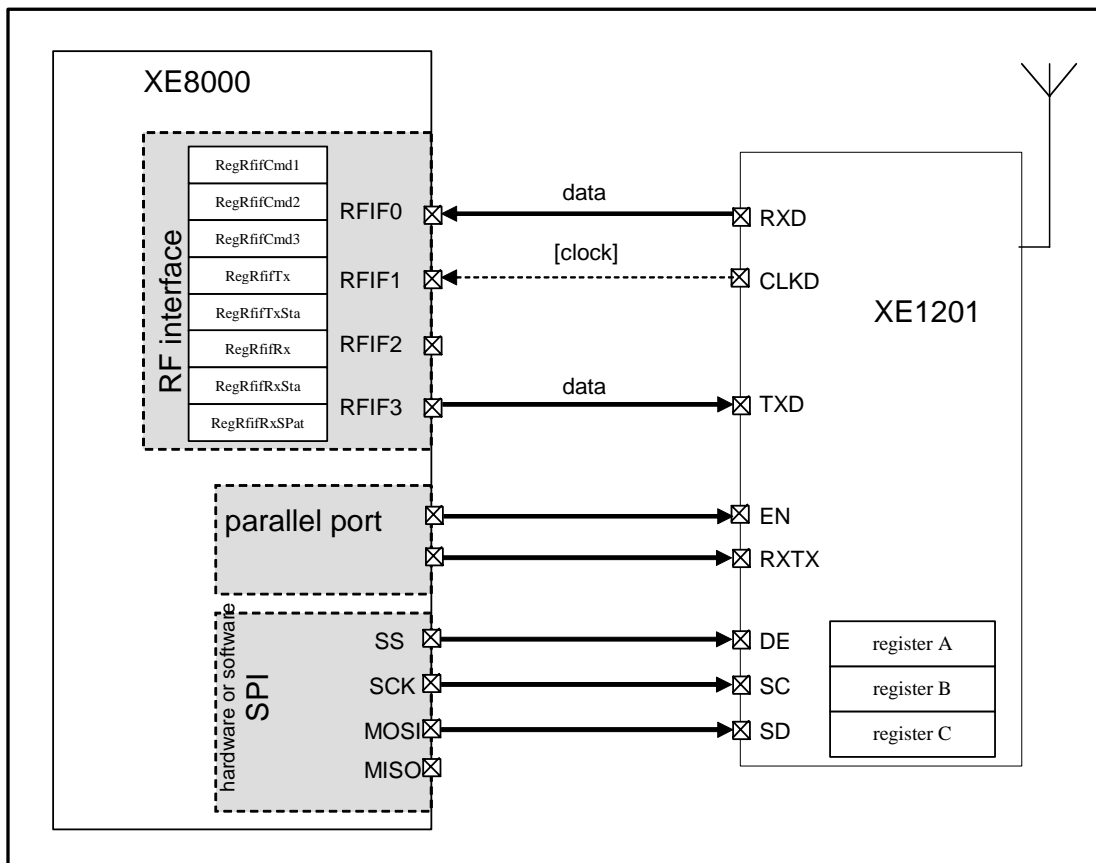 XE8000
RF interface
RegRfifCmd1
RegRfifCmd2
RegRfifCmd3
RegRfifTx
RegRfifTxSta
RegRfifRx
RegRfifRxSta
RegRfifRxSPat
RFIF0
RFIF1
RFIF2
RFIF3
data
[clock]
data
RXD
CLKD
XE1201
TXD
parallel port
EN
RXTX
hardware or software
SPI
SS
SCK
MOSI
MISO
DE
SC
SD
register A
register B
register C